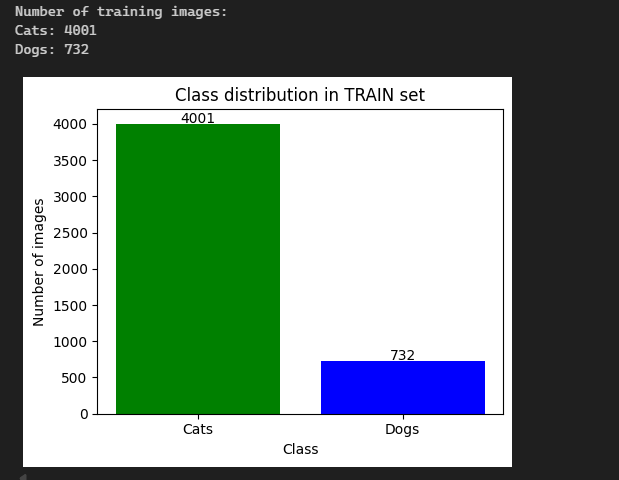 Number of training images:
Cats: 4001
Dogs: 732
Class distribution in TRAIN set
4001
4000
3500
3000
2500
2000
1500
1000
500
0
Number of images
732
Cats Dogs
Class